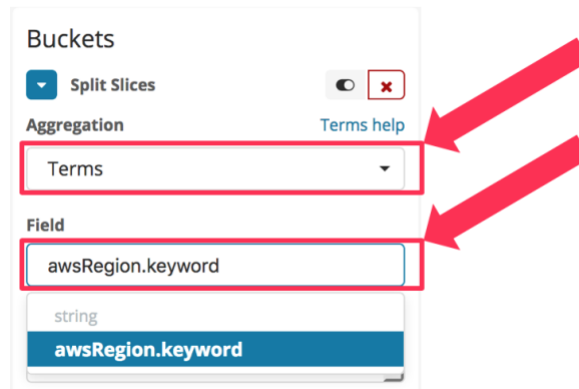 Buckets
Split Slices
Aggregation Terms help
Terms
Field
awsRegion.keyword
string
awsRegion.keyword